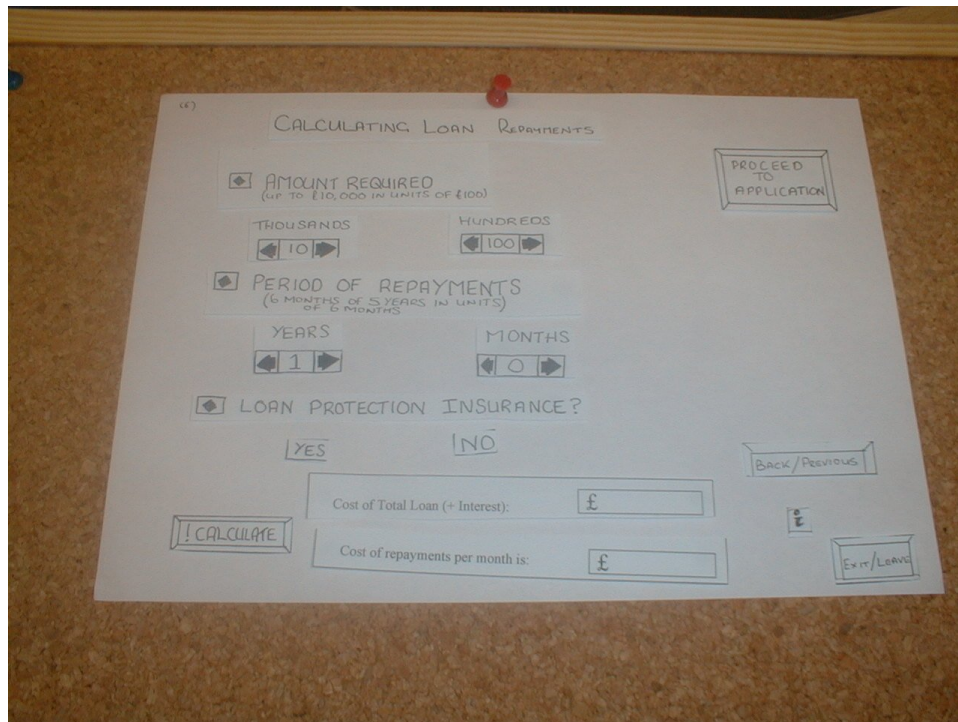 (6)
CALCULATING LOAN REPAYMENTS
PROCEED
TO
APPLICATION
AMOUNT REQUIRED
(UP TO £10,000 IN UNITS OF £100)
THOUSANDS HUNDREDS
10 100
PERIOD OF REPAYMENTS
(6 MONTHS OF 5 YEARS IN UNITS)
OF 6 MONTHS
YEARS MONTHS
1 0
LOAN PROTECTION INSURANCE?
YES NO
BACK/PREVIOUS
Cost of Total Loan (+ Interest): £
i
! CALCULATE
Cost of repayments per month is: £
EXIT/LEAVE